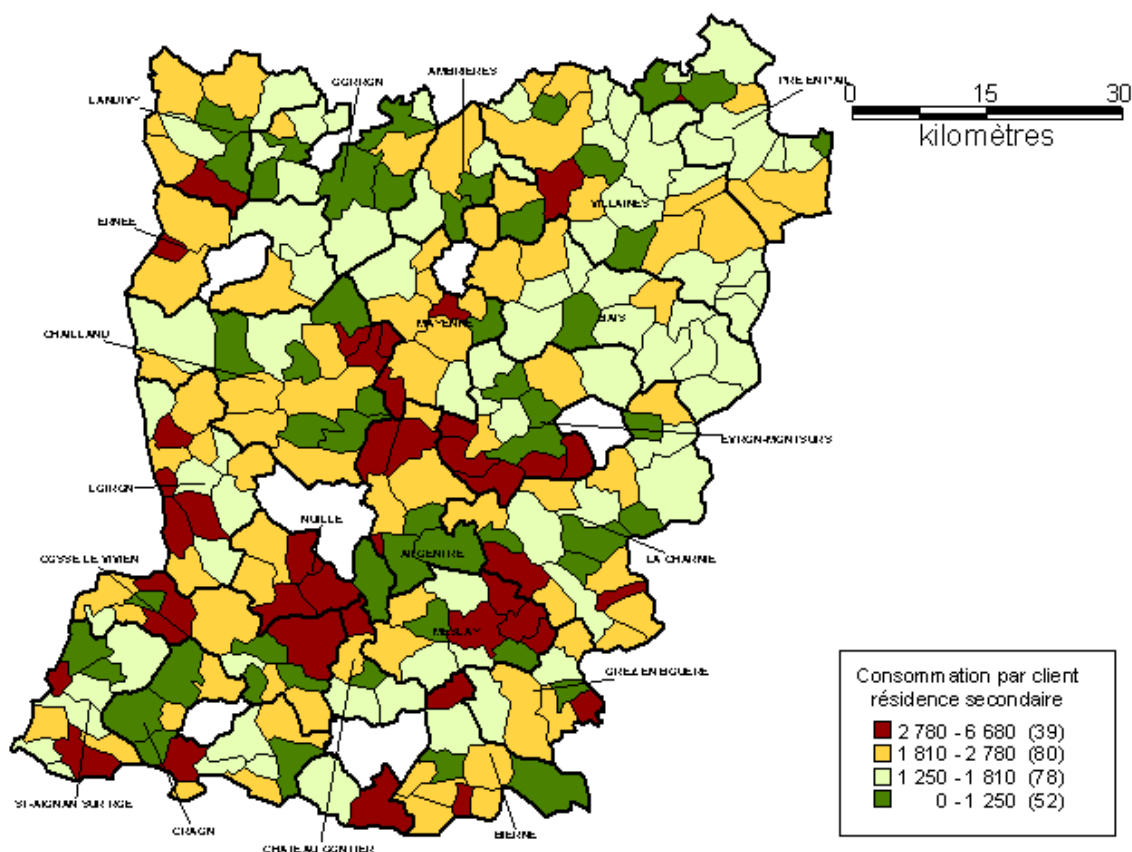 GORRON
AMBRIERES
LANDIVY
PRE EN PAIL
0 15 30
kilomètres
VILLAINES
ERNEE
MAYENNE
BAIS
CHAILLAND
EVRON-MONTSURS
LOIRON
NUILLE
ARGENTRE
COSSE LE VIVIEN
LA CHARNIE
MESLAY
GREZ EN BOUERE
ST-AIGNAN SUR ROE
CRAON
CHATEAU GONTIER
BIERNE
Consommation par client
résidence secondaire
2 780 - 6 680 (39)
1 810 - 2 780 (80)
1 250 - 1 810 (78)
0 - 1 250 (52)